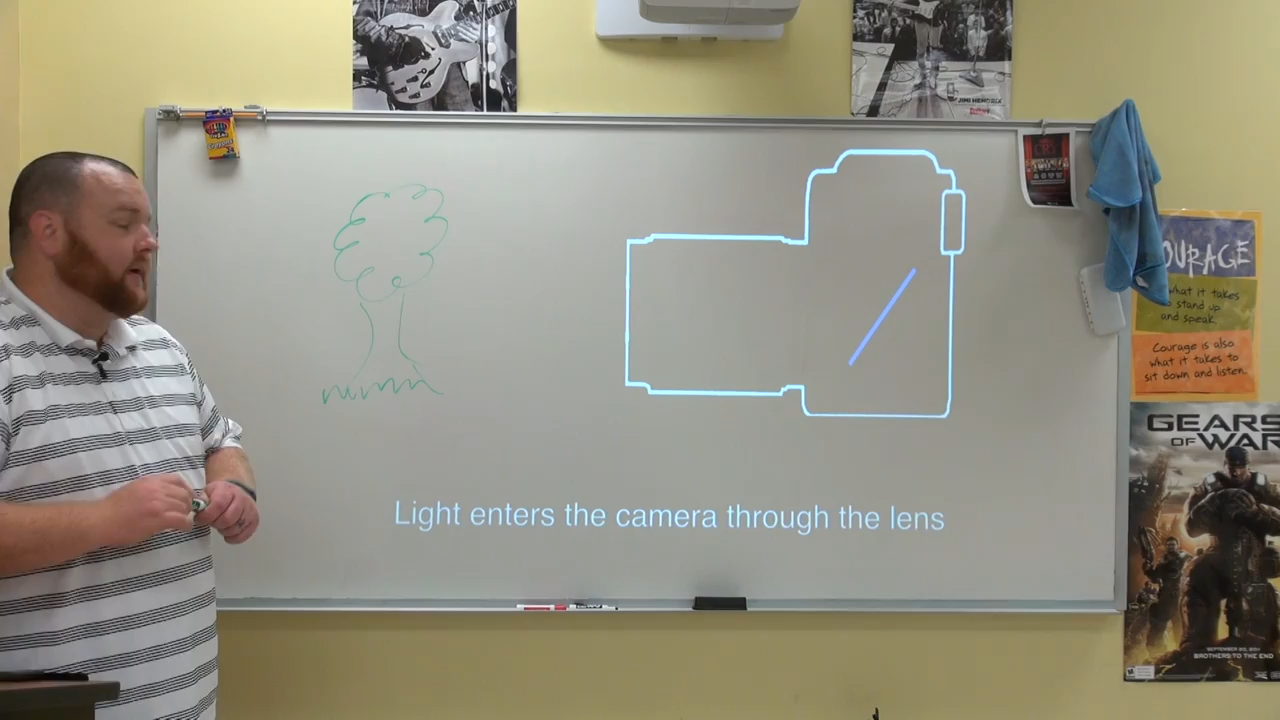 JIMI HENDRIX
OURAGE
what it takes
stand up
and speak.
Courage is also
what it takes to
sit down and listen.
GEARS
OF WAR
Light enters the camera through the lens
BROTHERS TO THE END